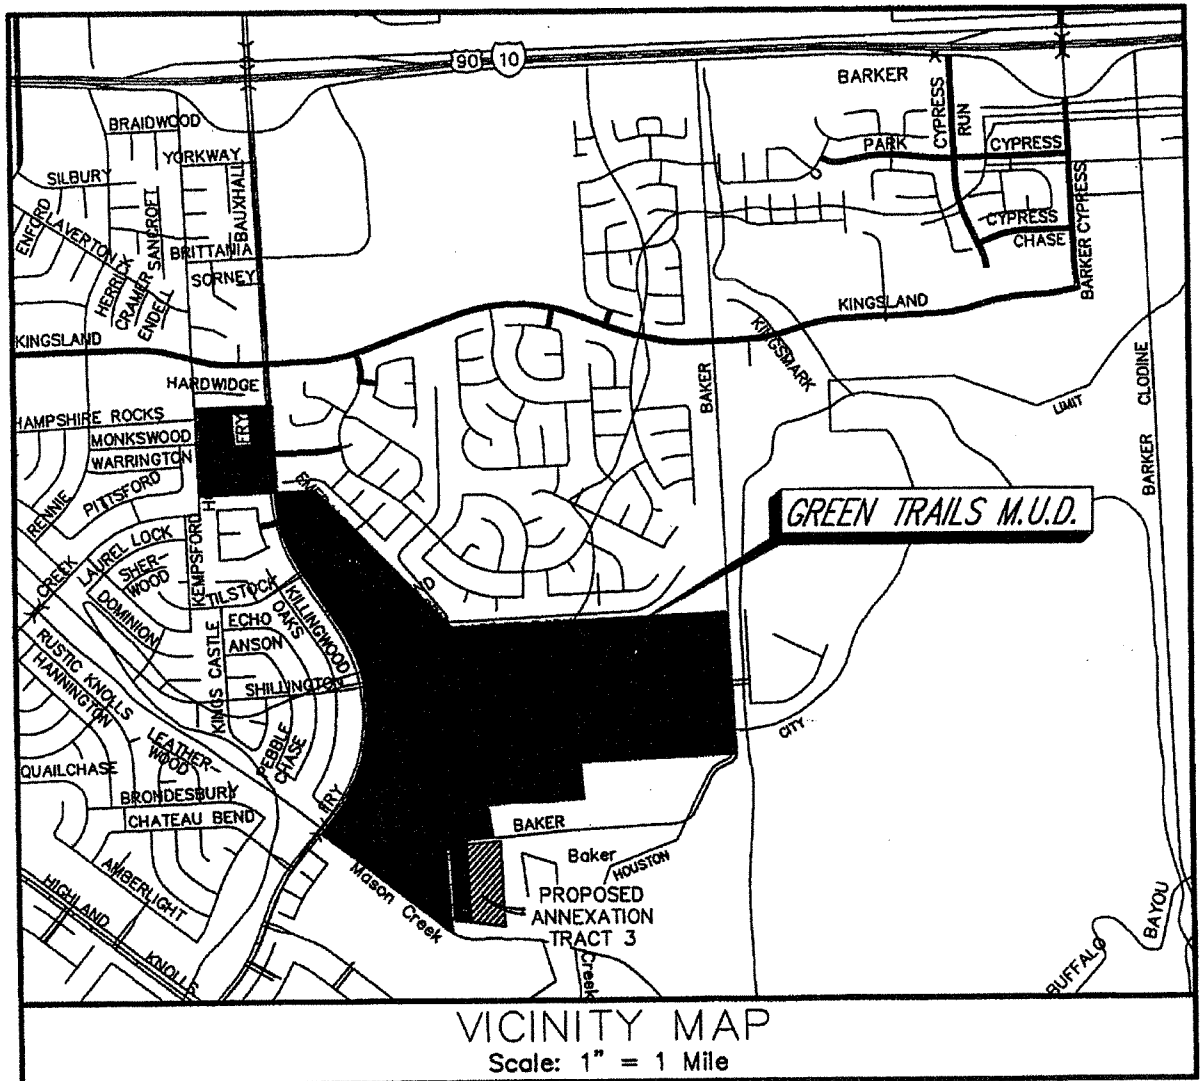 90
10
BARKER
CYPRESS
RUN
PARK
CYPRESS
BRAIDWOOD
YORKWAY
SILBURY
BAUXHALL
SANCROFT
ENFORD
LAVERTON
BRITTANIA
SORNEY
HERRICK
CRAMER
ENDELL
CYPRESS
CHASE
BARKER CYPRESS
KINGSLAND
KINGSLAND
KINGSMARK
BAKER
CLODINE
BARKER
LIMIT
HARDWIDGE
HAMPSHIRE ROCKS
FRY
MONKSWOOD
WARRINGTON
PITTSFORD
RENNIE
GREEN TRAILS M.U.D.
KEMPSFORD
LAUREL LOCK
SHER-
WOOD
CREEK
DOMINION
TILSTOCK
KILLINGWOOD
OAKS
ECHO
ANSON
KINGS CASTLE
SHILLINGTON
RUSTIC KNOLLS
HANNINGTON
PEBBLE
CHASE
LEATHER-
WOOD
CITY
QUAILCHASE
BRONDESBURY
CHATEAU BEND
FRY
BAKER
Baker
HOUSTON
Mason Creek
AMBERLIGHT
HIGHLAND
KNOLLS
PROPOSED
ANNEXATION
TRACT 3
Creek
BUFFALO
BAYOU
VICINITY MAP
Scale: 1" = 1 Mile